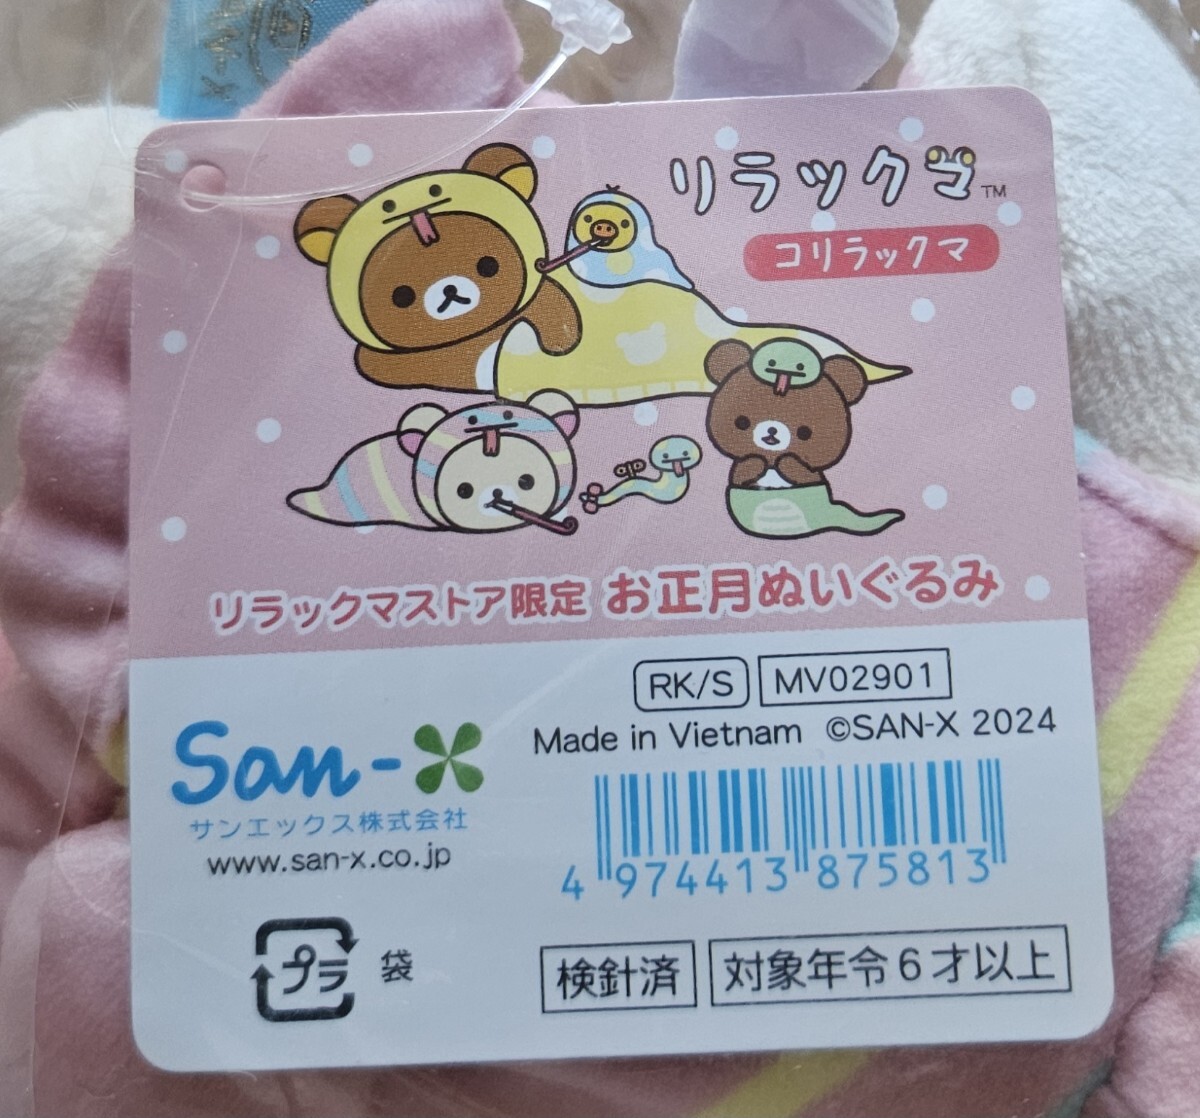 リラックマ™
コリラックマ
リラックマストア限定 お正月ぬいぐるみ
RK/S MV02901
Made in Vietnam ©SAN-X 2024
San-X
サンエックス株式会社
www.san-x.co.jp
4 974413 875813
プラ 袋
検針済 対象年令6才以上